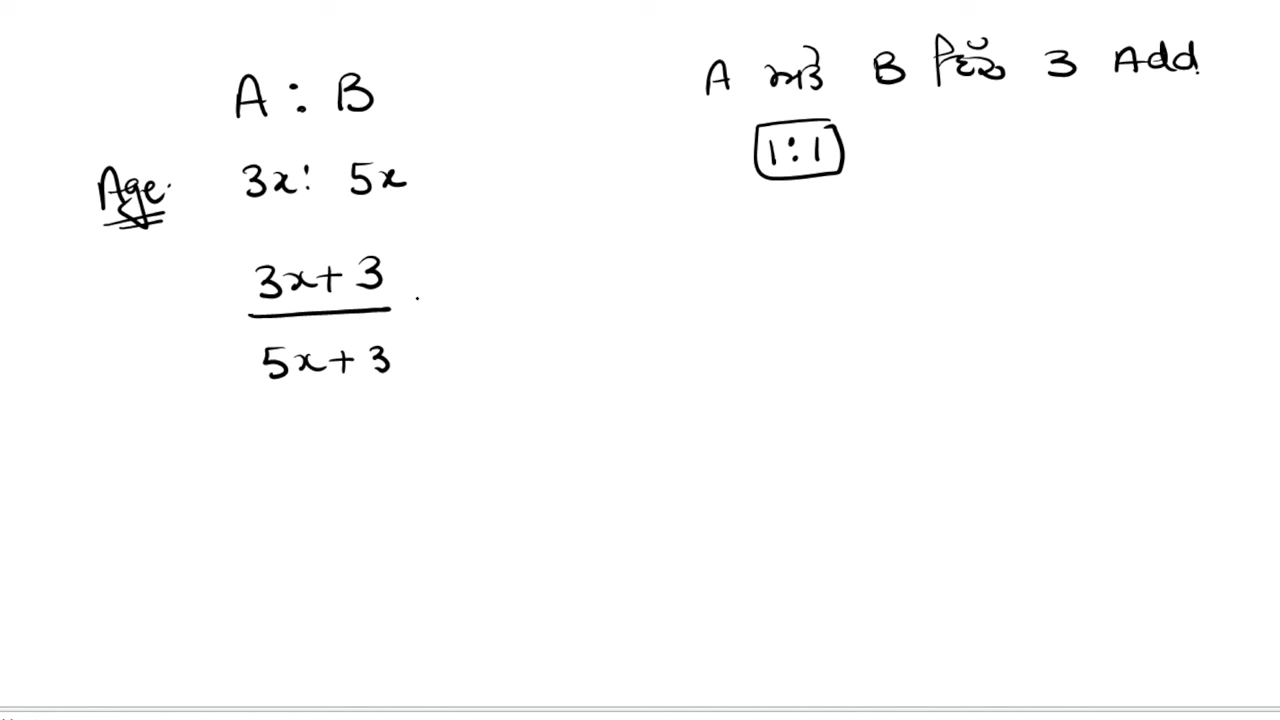 A : B
Age. 3x : 5x
3x + 3
5x + 3
A ਅਤੇ B ਵਿੱਚ 3 Add
1 : 1